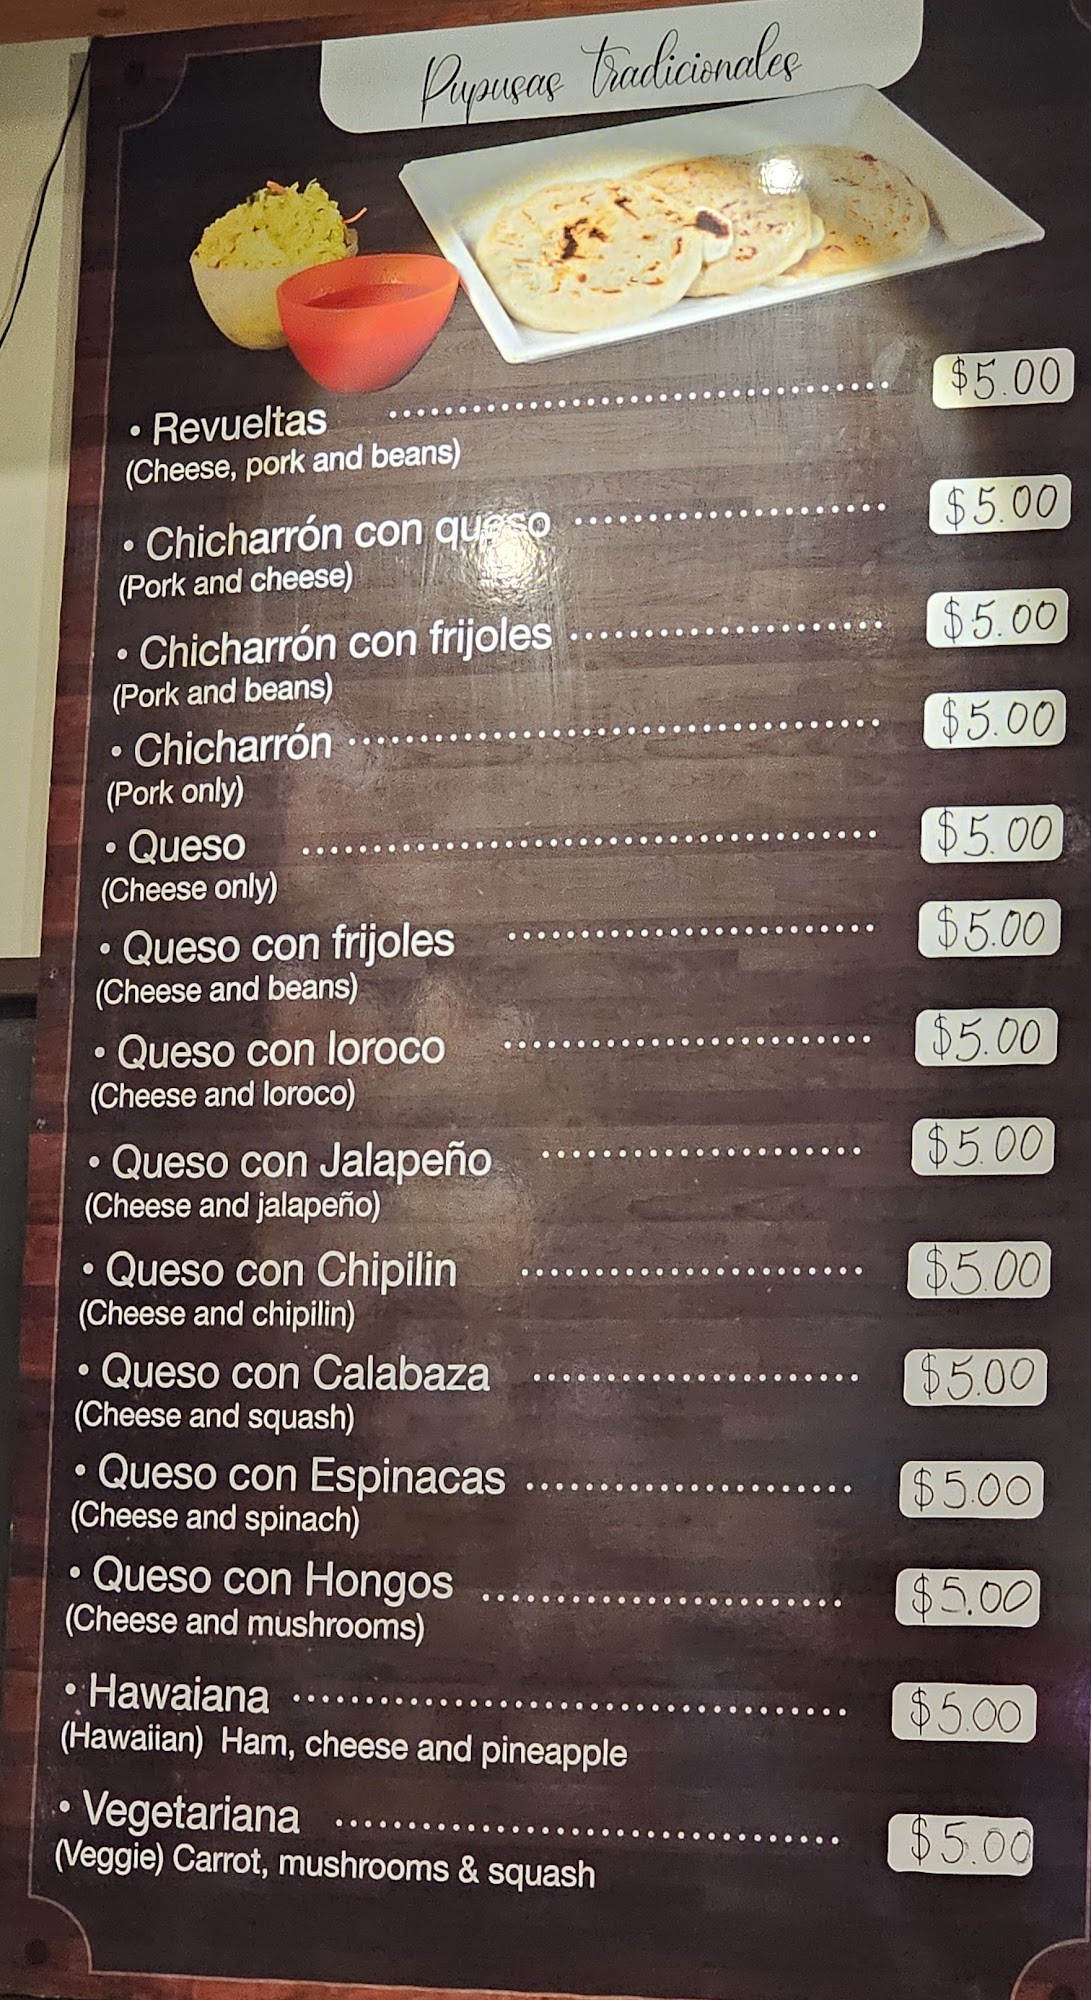 Pupusas tradicionales
• Revueltas ........ $5.00
(Cheese, pork and beans)
• Chicharrón con queso ........ $5.00
(Pork and cheese)
• Chicharrón con frijoles ........ $5.00
(Pork and beans)
• Chicharrón ........ $5.00
(Pork only)
• Queso ........ $5.00
(Cheese only)
• Queso con frijoles ........ $5.00
(Cheese and beans)
• Queso con loroco ........ $5.00
(Cheese and loroco)
• Queso con Jalapeño ........ $5.00
(Cheese and jalapeño)
• Queso con Chipilin ........ $5.00
(Cheese and chipilin)
• Queso con Calabaza ........ $5.00
(Cheese and squash)
• Queso con Espinacas ........ $5.00
(Cheese and spinach)
• Queso con Hongos ........ $5.00
(Cheese and mushrooms)
• Hawaiana ........ $5.00
(Hawaiian) Ham, cheese and pineapple
• Vegetariana ........ $5.00
(Veggie) Carrot, mushrooms & squash